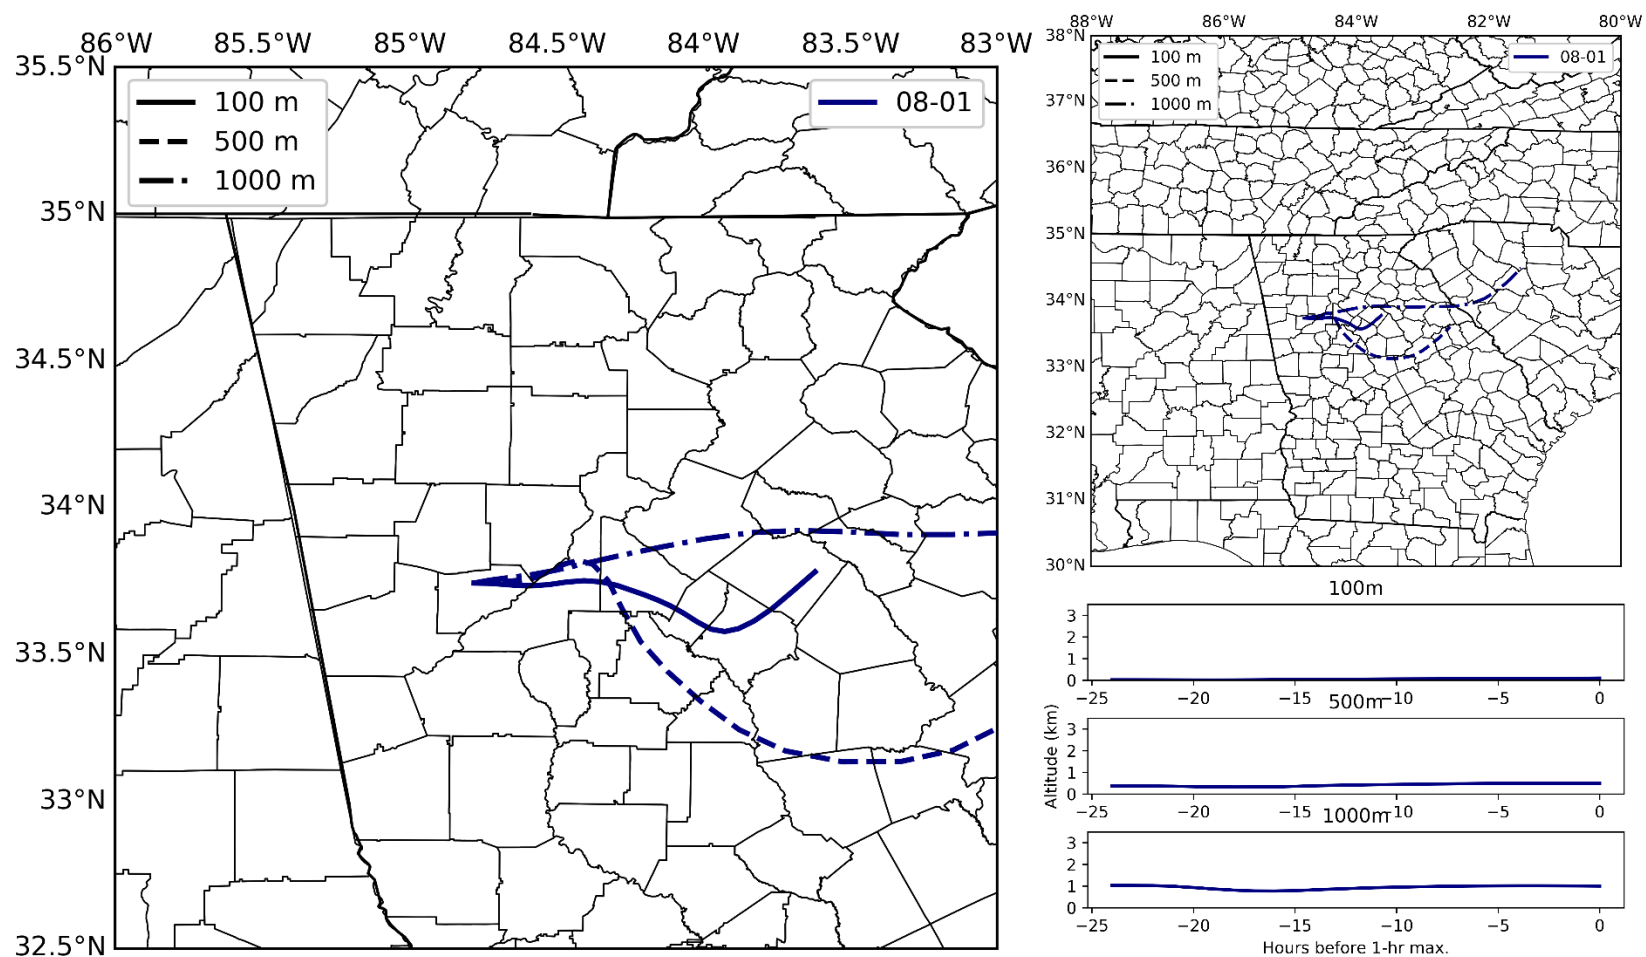 86°W 85.5°W 85°W 84.5°W 84°W 83.5°W 83°W
35.5°N
35°N
34.5°N
34°N
33.5°N
33°N
32.5°N
100 m
500 m
1000 m
08-01
88°W 86°W 84°W 82°W 80°W
38°N
37°N
36°N
35°N
34°N
33°N
32°N
31°N
30°N
100 m
500 m
1000 m
08-01
100m
3
2
1
0
−25 −20 −15 −10 −5 0
500m
3
2
1
0
−25 −20 −15 −10 −5 0
1000m
3
2
1
0
−25 −20 −15 −10 −5 0
Altitude (km)
Hours before 1-hr max.